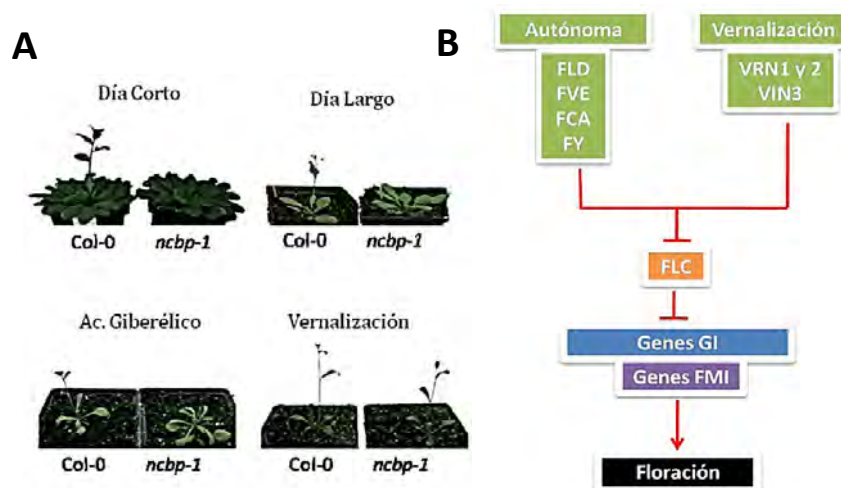 A
Día Corto
Día Largo
Col-0
ncbp-1
Col-0
ncbp-1
Ac. Giberélico
Vernalización
Col-0
ncbp-1
Col-0
ncbp-1
B
Autónoma
Vernalización
FLD
FVE
FCA
FY
VRN1 y 2
VIN3
FLC
Genes GI
Genes FMI
Floración